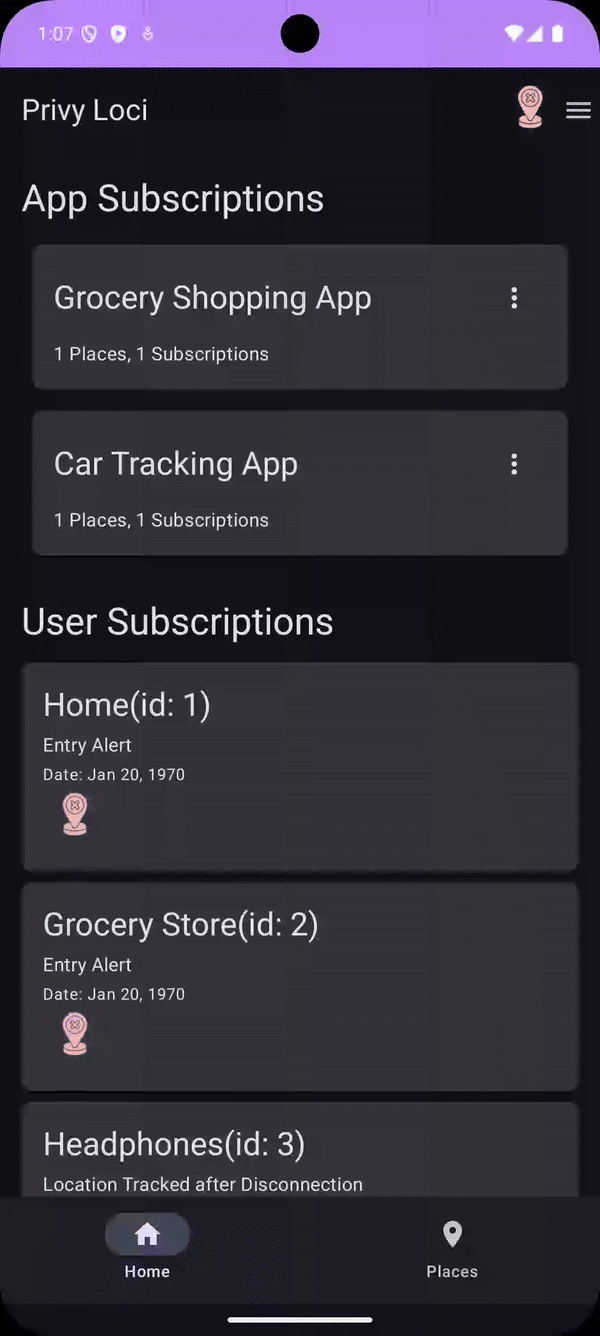 1:07
Privy Loci
App Subscriptions
Grocery Shopping App
1 Places, 1 Subscriptions
Car Tracking App
1 Places, 1 Subscriptions
User Subscriptions
Home(id: 1)
Entry Alert
Date: Jan 20, 1970
Grocery Store(id: 2)
Entry Alert
Date: Jan 20, 1970
Headphones(id: 3)
Location Tracked after Disconnection
Home
Places